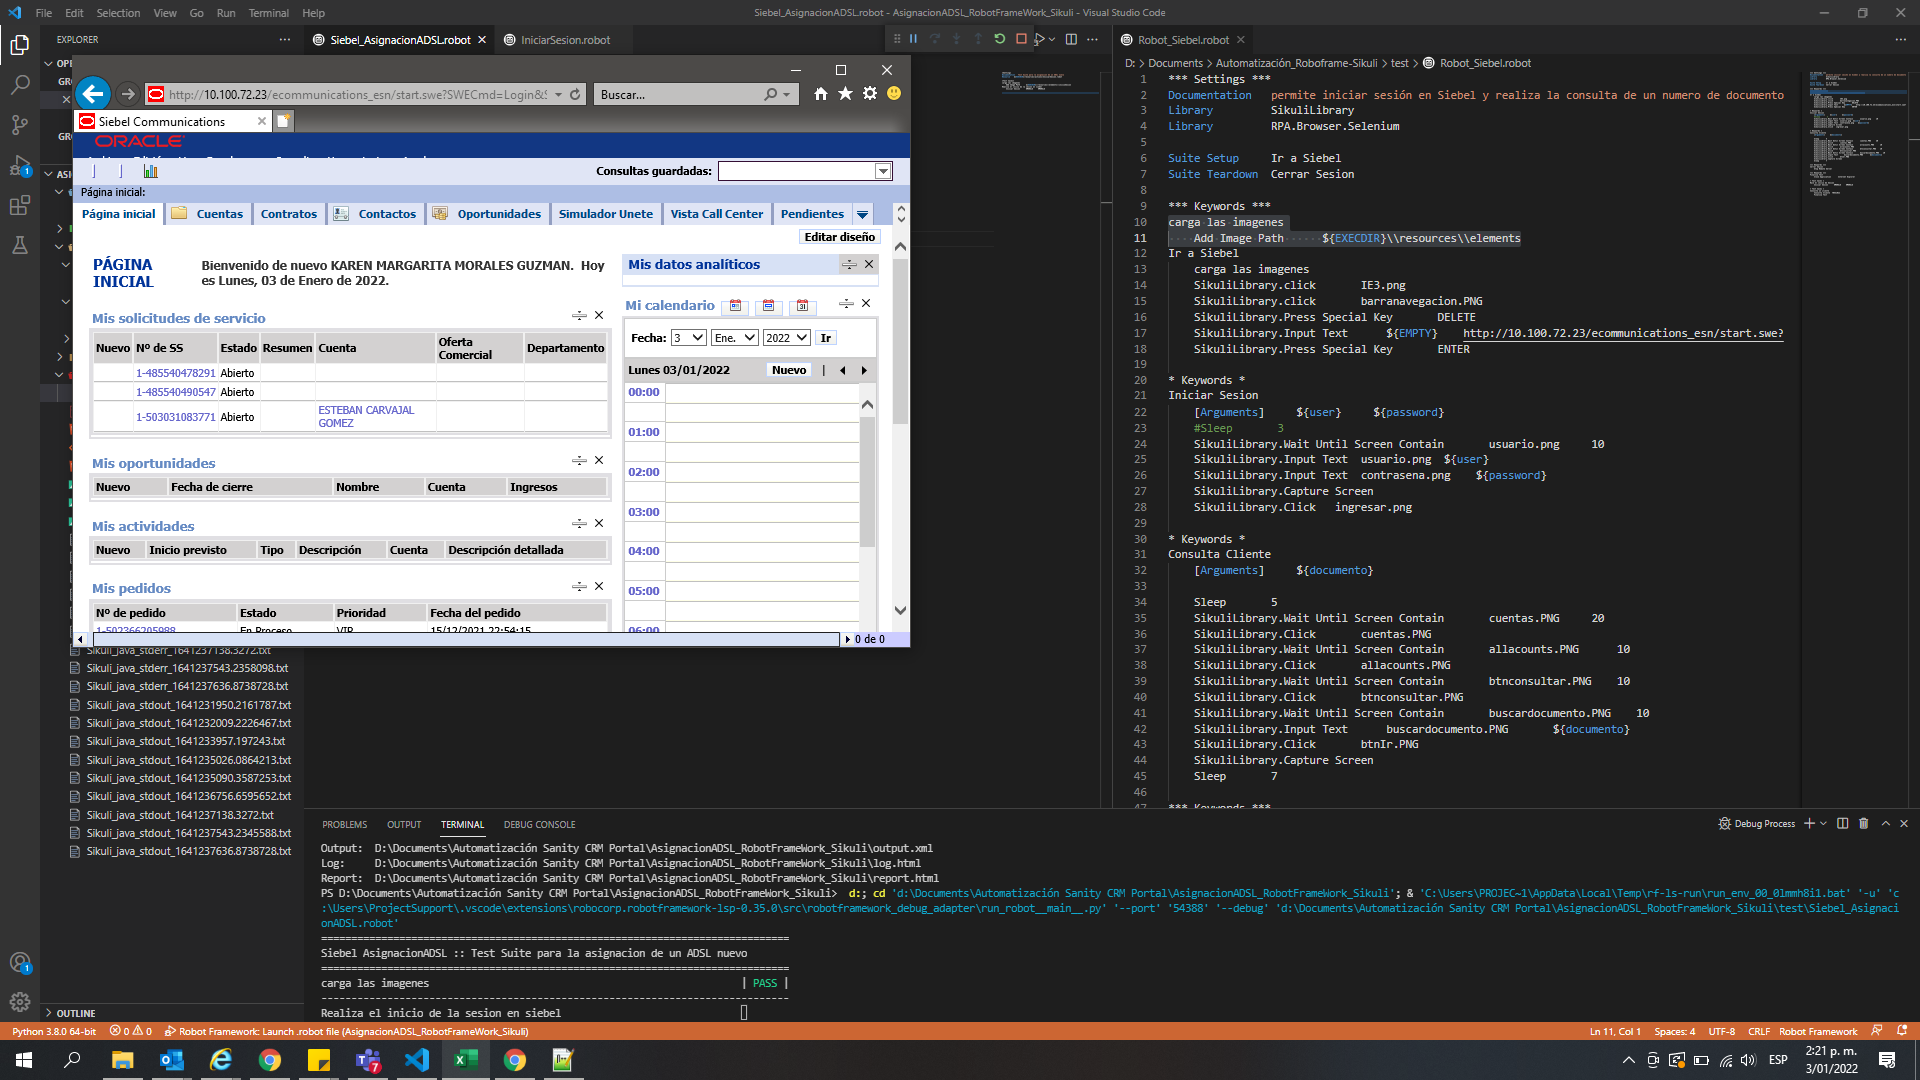 File Edit Selection View Go Run Terminal Help
Siebel_AsignacionADSL.robot - AsignacionADSL_RobotFrameWork_Sikuli - Visual Studio Code
EXPLORER
Siebel_AsignacionADSL.robot
IniciarSesion.robot
http://10.100.72.23/ecommunications_esn/start.swe?SWECmd=Login&S
Buscar...
Siebel Communications
ORACLE
Consultas guardadas:
Página inicial:
Página inicial Cuentas Contratos Contactos Oportunidades Simulador Unete Vista Call Center Pendientes
Editar diseño
PÁGINA INICIAL
Bienvenido de nuevo KAREN MARGARITA MORALES GUZMAN. Hoy
es Lunes, 03 de Enero de 2022.
Mis solicitudes de servicio
Nuevo Nº de SS Estado Resumen Cuenta Oferta Comercial Departamento
1-485540478291 Abierto
1-485540490547 Abierto
1-503031083771 Abierto ESTEBAN CARVAJAL GOMEZ
Mis oportunidades
Nuevo Fecha de cierre Nombre Cuenta Ingresos
Mis actividades
Nuevo Inicio previsto Tipo Descripción Cuenta Descripción detallada
Mis pedidos
Nº de pedido Estado Prioridad Fecha del pedido
1-502366205988 En Proceso VIP 15/12/2021 22:54:15
Mis datos analíticos
Mi calendario
Fecha: 3 Ene. 2022 Ir
Lunes 03/01/2022 Nuevo |
00:00
01:00
02:00
03:00
04:00
05:00
06:00
0 de 0
Sikuli_java_stderr_1641237138.3272.txt
Sikuli_java_stderr_1641237543.2358098.txt
Sikuli_java_stderr_1641237636.8738728.txt
Sikuli_java_stdout_1641231950.2161787.txt
Sikuli_java_stdout_1641232009.2226467.txt
Sikuli_java_stdout_1641233957.197243.txt
Sikuli_java_stdout_1641235026.0864213.txt
Sikuli_java_stdout_1641235090.3587253.txt
Sikuli_java_stdout_1641236756.6595652.txt
Sikuli_java_stdout_1641237138.3272.txt
Sikuli_java_stdout_1641237543.2345588.txt
Sikuli_java_stdout_1641237636.8738728.txt
OUTLINE
Robot_Siebel.robot
D: > Documents > Automatización_Roboframe-Sikuli > test > Robot_Siebel.robot
1 *** Settings ***
2 Documentation permite iniciar sesión en Siebel y realiza la consulta de un numero de documento
3 Library SikuliLibrary
4 Library RPA.Browser.Selenium
5
6 Suite Setup Ir a Siebel
7 Suite Teardown Cerrar Sesion
8
9 *** Keywords ***
10 carga las imagenes
11 Add Image Path ${EXECDIR}\\resources\\elements
12 Ir a Siebel
13 carga las imagenes
14 SikuliLibrary.click IE3.png
15 SikuliLibrary.click barranavegacion.PNG
16 SikuliLibrary.Press Special Key DELETE
17 SikuliLibrary.Input Text ${EMPTY} http://10.100.72.23/ecommunications_esn/start.swe?
18 SikuliLibrary.Press Special Key ENTER
19
20 * Keywords *
21 Iniciar Sesion
22 [Arguments] ${user} ${password}
23 #Sleep 3
24 SikuliLibrary.Wait Until Screen Contain usuario.png 10
25 SikuliLibrary.Input Text usuario.png ${user}
26 SikuliLibrary.Input Text contrasena.png ${password}
27 SikuliLibrary.Capture Screen
28 SikuliLibrary.Click ingresar.png
29
30 * Keywords *
31 Consulta Cliente
32 [Arguments] ${documento}
33
34 Sleep 5
35 SikuliLibrary.Wait Until Screen Contain cuentas.PNG 20
36 SikuliLibrary.Click cuentas.PNG
37 SikuliLibrary.Wait Until Screen Contain allacounts.PNG 10
38 SikuliLibrary.Click allacounts.PNG
39 SikuliLibrary.Wait Until Screen Contain btnconsultar.PNG 10
40 SikuliLibrary.Click btnconsultar.PNG
41 SikuliLibrary.Wait Until Screen Contain buscardocumento.PNG 10
42 SikuliLibrary.Input Text buscardocumento.PNG ${documento}
43 SikuliLibrary.Click btnIr.PNG
44 SikuliLibrary.Capture Screen
45 Sleep 7
46
47 *** Keywords ***
PROBLEMS OUTPUT TERMINAL DEBUG CONSOLE
Debug Process
Output: D:\Documents\Automatización Sanity CRM Portal\AsignacionADSL_RobotFrameWork_Sikuli\output.xml
Log: D:\Documents\Automatización Sanity CRM Portal\AsignacionADSL_RobotFrameWork_Sikuli\log.html
Report: D:\Documents\Automatización Sanity CRM Portal\AsignacionADSL_RobotFrameWork_Sikuli\report.html
PS D:\Documents\Automatización Sanity CRM Portal\AsignacionADSL_RobotFrameWork_Sikuli> d:; cd 'd:\Documents\Automatización Sanity CRM Portal\AsignacionADSL_RobotFrameWork_Sikuli'; & 'C:\Users\PROJEC~1\AppData\Local\Temp\rf-ls-run\run_env_00_0lmmh8i1.bat' '-u' 'c
:\Users\ProjectSupport\.vscode\extensions\robocorp.robotframework-lsp-0.35.0\src\robotframework_debug_adapter\run_robot__main__.py' '--port' '54388' '--debug' 'd:\Documents\Automatización Sanity CRM Portal\AsignacionADSL_RobotFrameWork_Sikuli\test\Siebel_Asignaci
onADSL.robot'
==============================================================================
Siebel AsignacionADSL :: Test Suite para la asignacion de un ADSL nuevo
==============================================================================
carga las imagenes | PASS |
------------------------------------------------------------------------------
Realiza el inicio de la sesion en siebel
Python 3.8.0 64-bit 0 0 Robot Framework: Launch .robot file (AsignacionADSL_RobotFrameWork_Sikuli)
Ln 11, Col 1 Spaces: 4 UTF-8 CRLF Robot Framework
ESP
2:21 p. m.
3/01/2022